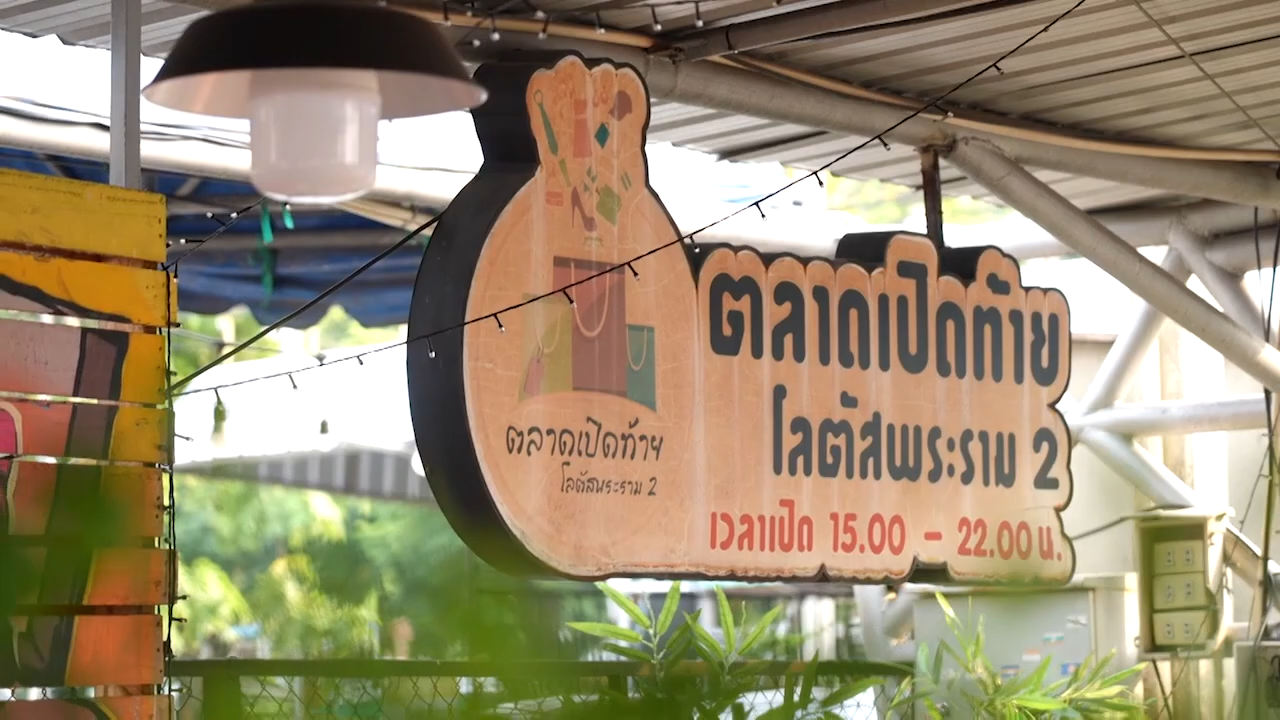 ตลาดเปิดท้าย
โลตัสพระราม 2
ตลาดเปิดท้าย
โลตัสพระราม 2
เวลาเปิด 15.00 - 22.00 น.